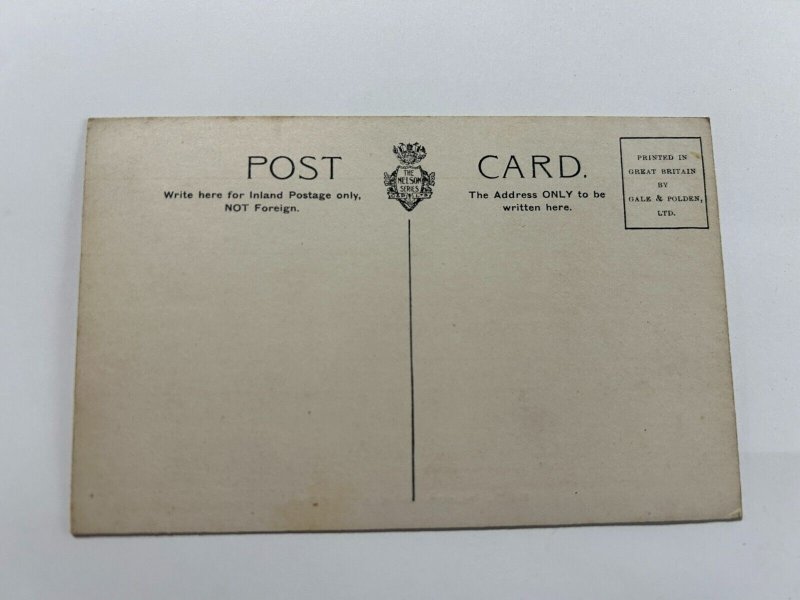 POST CARD.
THE
NELSON
SERIES
Write here for Inland Postage only,
NOT Foreign.
The Address ONLY to be
written here.
PRINTED IN
GREAT BRITAIN
BY
GALE & POLDEN,
LTD.